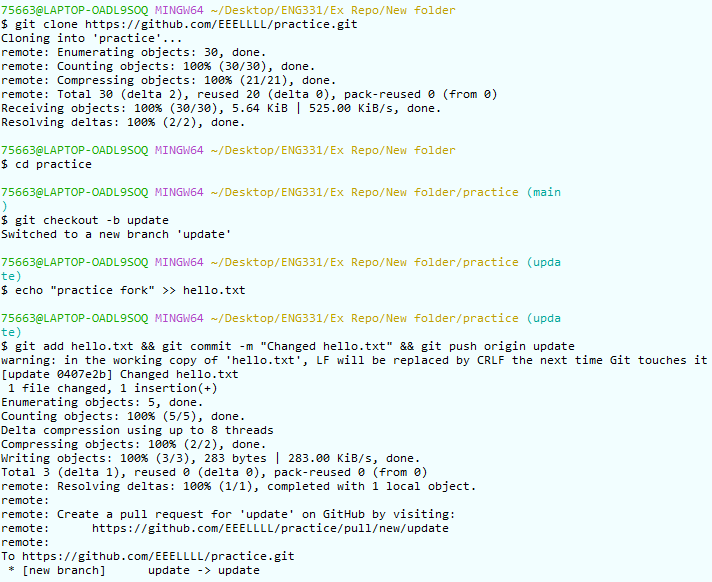 75663@LAPTOP-OADL9SOQ MINGW64 ~/Desktop/ENG331/Ex Repo/New folder
$ git clone https://github.com/EEELLLL/practice.git
Cloning into 'practice'...
remote: Enumerating objects: 30, done.
remote: Counting objects: 100% (30/30), done.
remote: Compressing objects: 100% (21/21), done.
remote: Total 30 (delta 2), reused 20 (delta 0), pack-reused 0 (from 0)
Receiving objects: 100% (30/30), 5.64 KiB | 525.00 KiB/s, done.
Resolving deltas: 100% (2/2), done.
75663@LAPTOP-OADL9SOQ MINGW64 ~/Desktop/ENG331/Ex Repo/New folder
$ cd practice
75663@LAPTOP-OADL9SOQ MINGW64 ~/Desktop/ENG331/Ex Repo/New folder/practice (main
)
$ git checkout -b update
Switched to a new branch 'update'
75663@LAPTOP-OADL9SOQ MINGW64 ~/Desktop/ENG331/Ex Repo/New folder/practice (upda
te)
$ echo "practice fork" >> hello.txt
75663@LAPTOP-OADL9SOQ MINGW64 ~/Desktop/ENG331/Ex Repo/New folder/practice (upda
te)
$ git add hello.txt && git commit -m "Changed hello.txt" && git push origin update
warning: in the working copy of 'hello.txt', LF will be replaced by CRLF the next time Git touches it
[update 0407e2b] Changed hello.txt
 1 file changed, 1 insertion(+)
Enumerating objects: 5, done.
Counting objects: 100% (5/5), done.
Delta compression using up to 8 threads
Compressing objects: 100% (2/2), done.
Writing objects: 100% (3/3), 283 bytes | 283.00 KiB/s, done.
Total 3 (delta 1), reused 0 (delta 0), pack-reused 0 (from 0)
remote: Resolving deltas: 100% (1/1), completed with 1 local object.
remote:
remote: Create a pull request for 'update' on GitHub by visiting:
remote:      https://github.com/EEELLLL/practice/pull/new/update
remote:
To https://github.com/EEELLLL/practice.git
 * [new branch]      update -> update